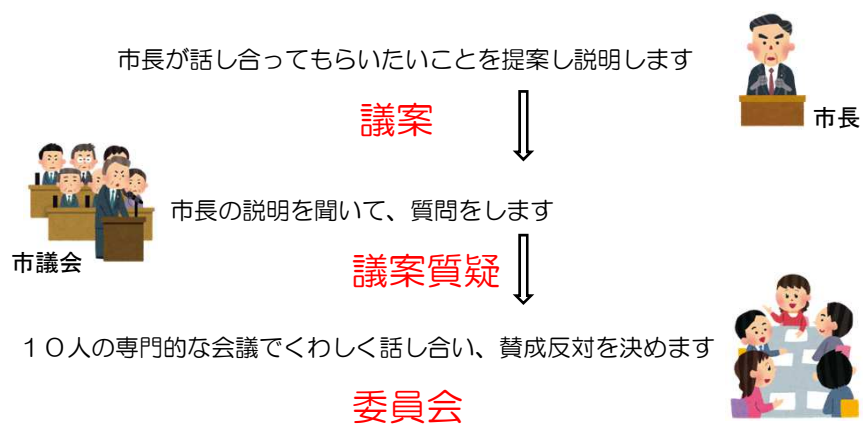 市長が話し合ってもらいたいことを提案し説明します
市長
議案
市長の説明を聞いて、質問をします
市議会
議案質疑
１０人の専門的な会議でくわしく話し合い、賛成反対を決めます
委員会